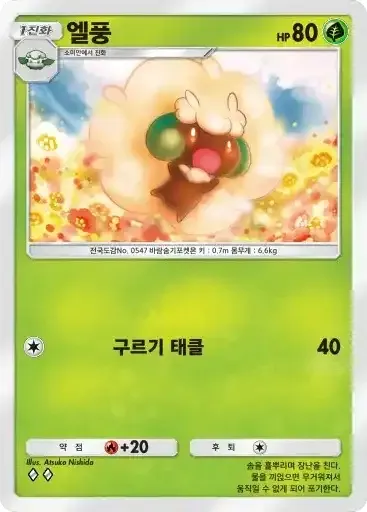 1진화
엘풍
HP 80
소미안에서 진화
전국도감No. 0547 바람숨기포켓몬 키 : 0.7m 몸무게 : 6.6kg
구르기 태클 40
약점 +20 후퇴
Illus. Atsuko Nishida
솜을 흩뿌리며 장난을 친다.
물을 끼얹으면 무거워져서
움직일 수 없게 되어 포기한다.